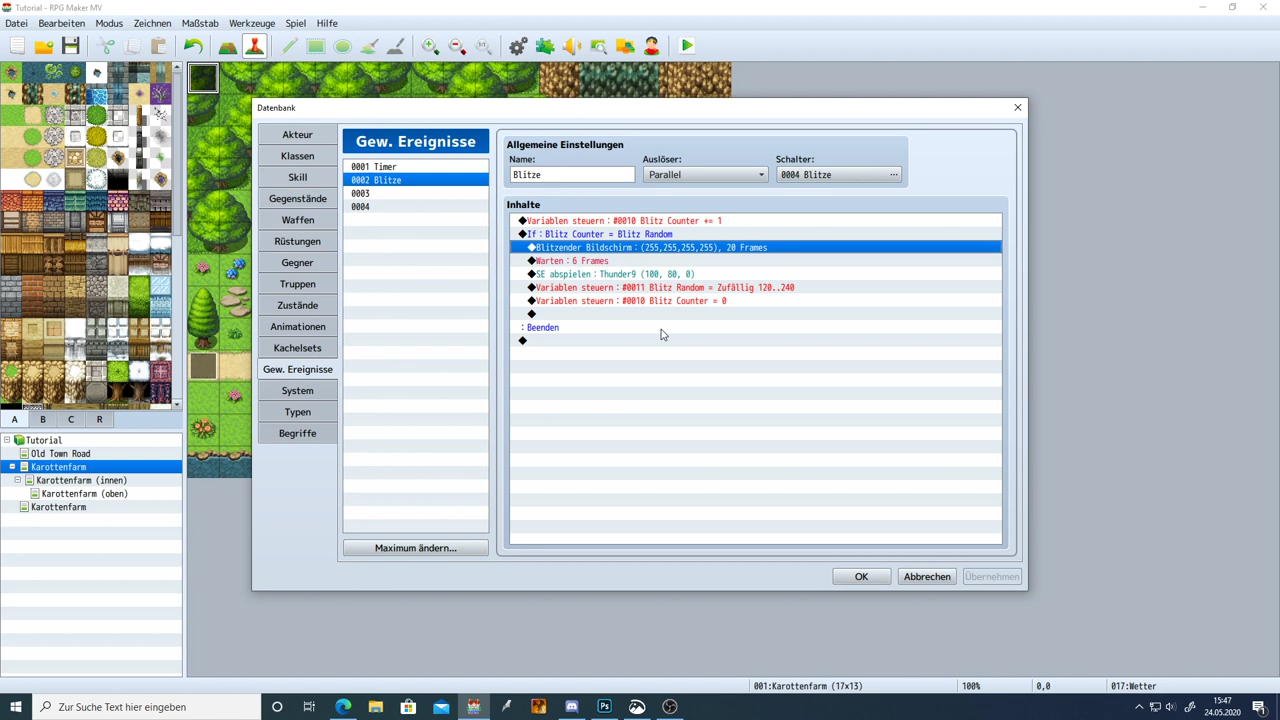 Tutorial - RPG Maker MV
Datei Bearbeiten Modus Zeichnen Maßstab Werkzeuge Spiel Hilfe
Datenbank
Akteur
Klassen
Skill
Gegenstände
Waffen
Rüstungen
Gegner
Truppen
Zustände
Animationen
Kachelsets
Gew. Ereignisse
System
Typen
Begriffe
Gew. Ereignisse
0001 Timer
0002 Blitze
0003
0004
Maximum ändern...
Allgemeine Einstellungen
Name: Auslöser: Schalter:
Blitze Parallel 0004 Blitze ...
Inhalte
◆Variablen steuern：#0010 Blitz Counter += 1
◆If：Blitz Counter = Blitz Random
◆Blitzender Bildschirm：(255,255,255,255), 20 Frames
◆Warten：6 Frames
◆SE abspielen：Thunder9 (100, 80, 0)
◆Variablen steuern：#0011 Blitz Random = Zufällig 120..240
◆Variablen steuern：#0010 Blitz Counter = 0
◆
：Beenden
◆
OK Abbrechen Übernehmen
A B C R
Tutorial
Old Town Road
Karottenfarm
Karottenfarm (innen)
Karottenfarm (oben)
Karottenfarm
001:Karottenfarm (17×13) 100% 0,0 017:Wetter
Zur Suche Text hier eingeben
15:47
24.05.2020